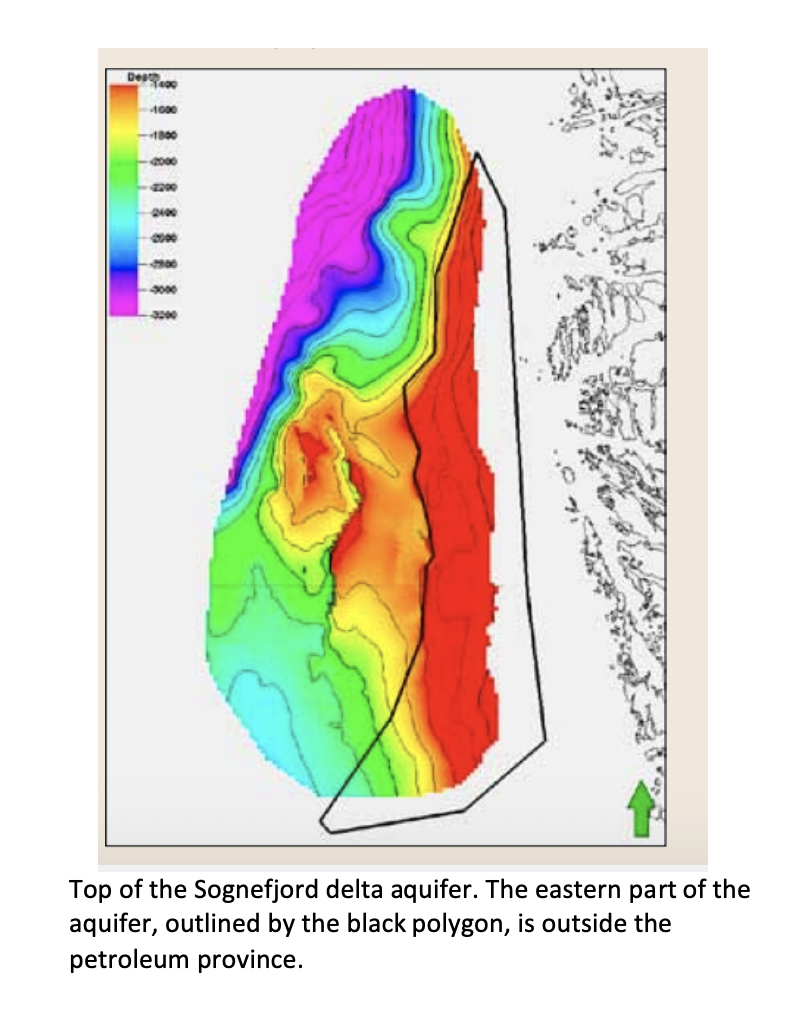 Depth
-1400
-1600
-1800
-2000
-2200
-2400
-2600
-2800
-3000
-3200
Top of the Sognefjord delta aquifer. The eastern part of the
aquifer, outlined by the black polygon, is outside the
petroleum province.